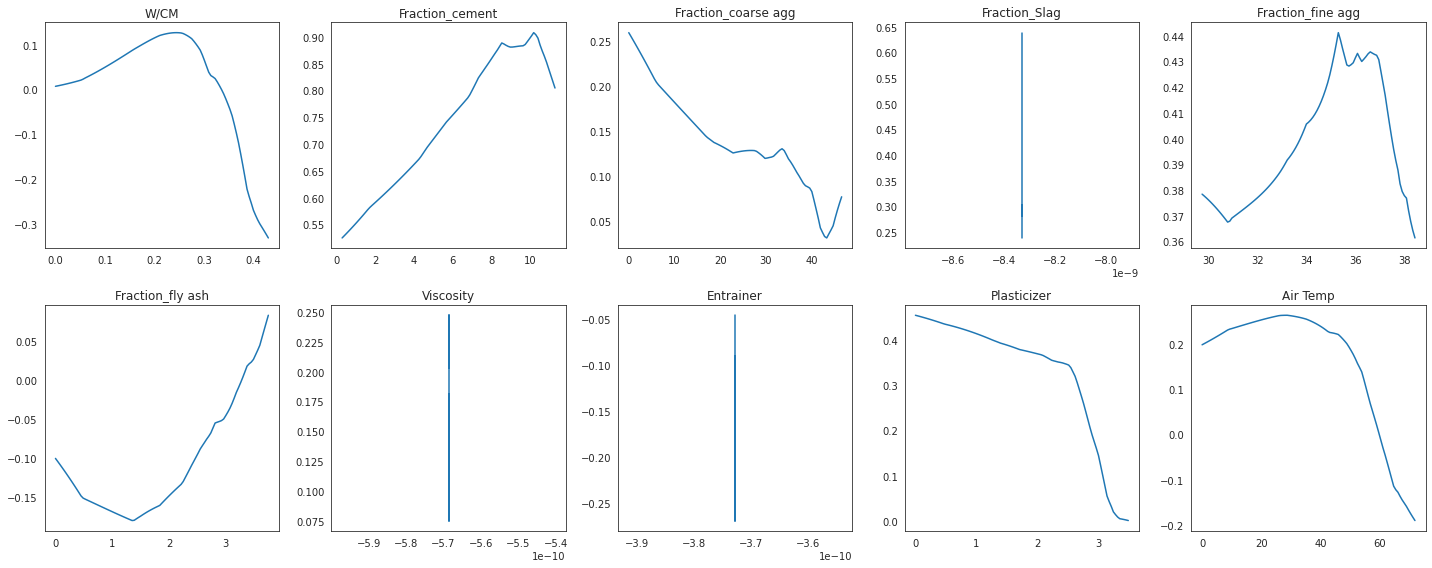 W/CM
0.1
0.0
−0.1
−0.2
−0.3
0.0 0.1 0.2 0.3 0.4
Fraction_cement
0.90
0.85
0.80
0.75
0.70
0.65
0.60
0.55
0 2 4 6 8 10
Fraction_coarse agg
0.25
0.20
0.15
0.10
0.05
0 10 20 30 40
Fraction_Slag
0.65
0.60
0.55
0.50
0.45
0.40
0.35
0.30
0.25
−8.6 −8.4 −8.2 −8.0
1e−9
Fraction_fine agg
0.44
0.43
0.42
0.41
0.40
0.39
0.38
0.37
0.36
30 32 34 36 38
Fraction_fly ash
0.05
0.00
−0.05
−0.10
−0.15
0 1 2 3
Viscosity
0.250
0.225
0.200
0.175
0.150
0.125
0.100
0.075
−5.9 −5.8 −5.7 −5.6 −5.5 −5.4
1e−10
Entrainer
−0.05
−0.10
−0.15
−0.20
−0.25
−3.9 −3.8 −3.7 −3.6
1e−10
Plasticizer
0.4
0.3
0.2
0.1
0.0
0 1 2 3
Air Temp
0.2
0.1
0.0
−0.1
−0.2
0 20 40 60